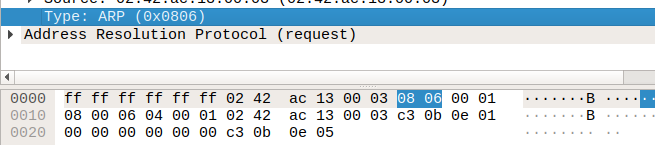 Type: ARP (0x0806)
Address Resolution Protocol (request)
0000 ff ff ff ff ff ff 02 42 ac 13 00 03 08 06 00 01 ·······B ········
0010 08 00 06 04 00 01 02 42 ac 13 00 03 c3 0b 0e 01 ·······B ········
0020 00 00 00 00 00 00 c3 0b 0e 05 ········ ··